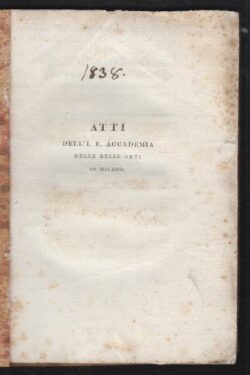 1838.
ATTI
DELL'I. R. ACCADEMIA
DELLE BELLE ARTI
IN MILANO.